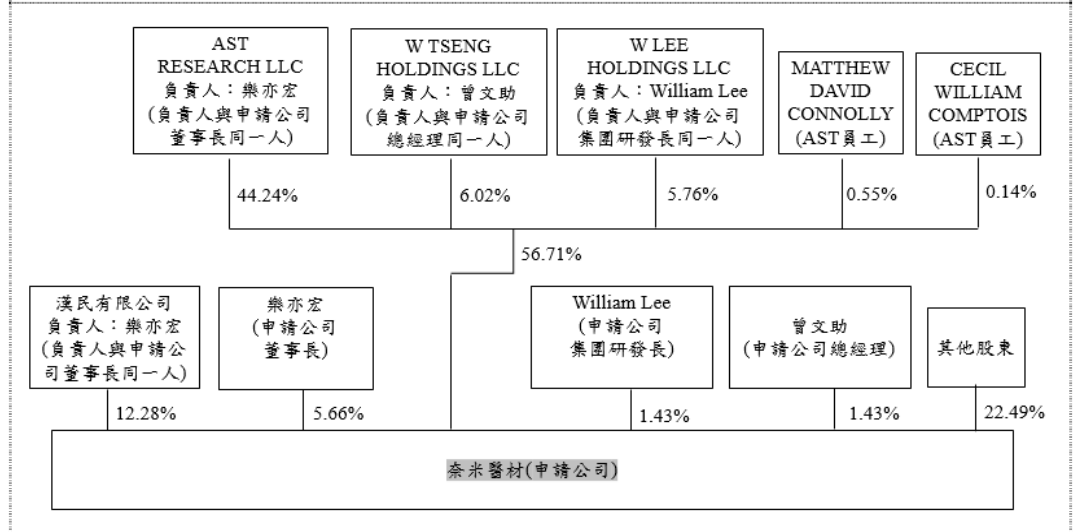 AST
RESEARCH LLC
負責人：樂亦宏
(負責人與申請公司
董事長同一人)
W TSENG
HOLDINGS LLC
負責人：曾文助
(負責人與申請公司
總經理同一人)
W LEE
HOLDINGS LLC
負責人：William Lee
(負責人與申請公司
集團研發長同一人)
MATTHEW
DAVID
CONNOLLY
(AST員工)
CECIL
WILLIAM
COMPTOIS
(AST員工)
44.24%
6.02%
5.76%
0.55%
0.14%
56.71%
漢民有限公司
負責人：樂亦宏
(負責人與申請公
司董事長同一人)
樂亦宏
(申請公司
董事長)
William Lee
(申請公司
集團研發長)
曾文助
(申請公司總經理)
其他股東
12.28%
5.66%
1.43%
1.43%
22.49%
奈米醫材(申請公司)